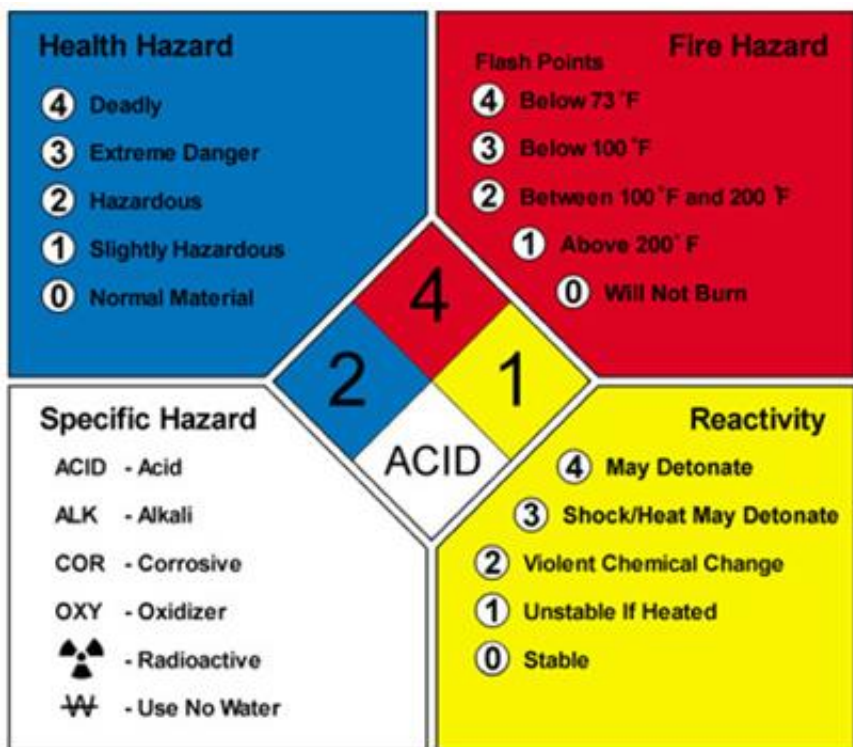 Health Hazard
4 Deadly
3 Extreme Danger
2 Hazardous
1 Slightly Hazardous
0 Normal Material
Fire Hazard
Flash Points
4 Below 73 °F
3 Below 100 °F
2 Between 100°F and 200 °F
1 Above 200° F
0 Will Not Burn
4
2
1
ACID
Specific Hazard
ACID - Acid
ALK - Alkali
COR - Corrosive
OXY - Oxidizer
- Radioactive
W - Use No Water
Reactivity
4 May Detonate
3 Shock/Heat May Detonate
2 Violent Chemical Change
1 Unstable If Heated
0 Stable